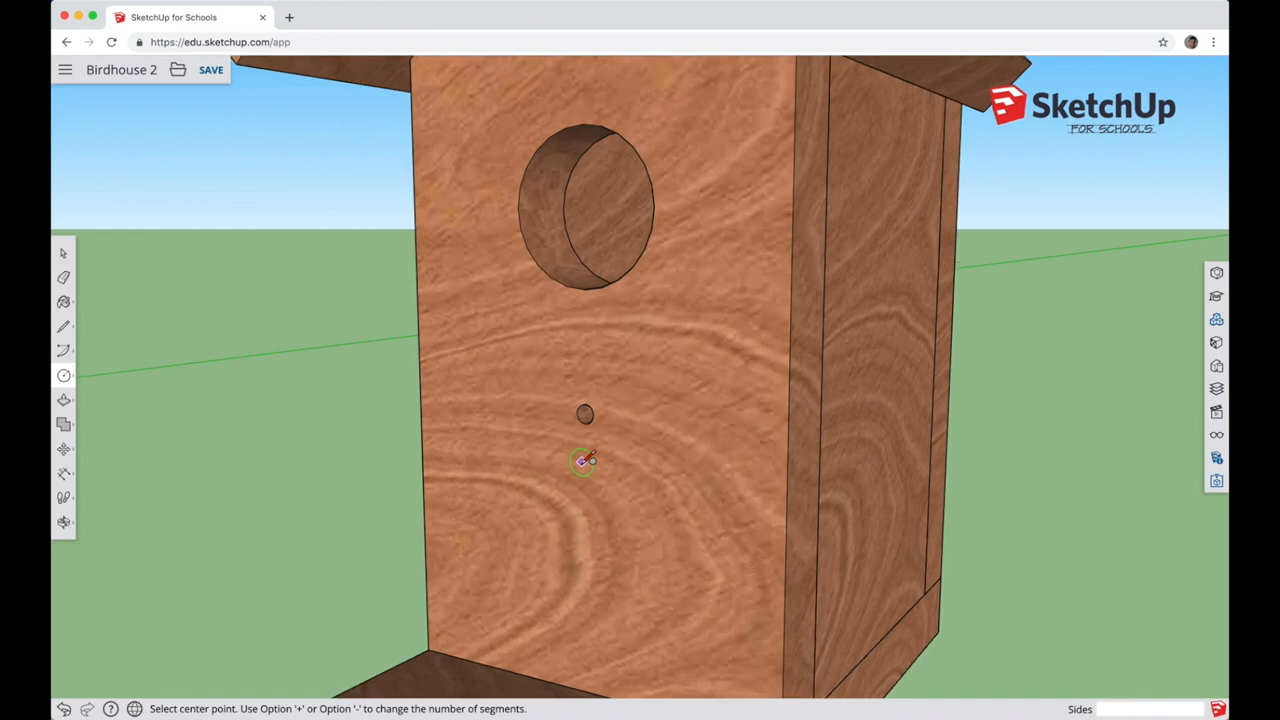 SketchUp for Schools
https://edu.sketchup.com/app
Birdhouse 2
SAVE
SketchUp
FOR SCHOOLS
Select center point. Use Option '+' or Option '-' to change the number of segments.
Sides